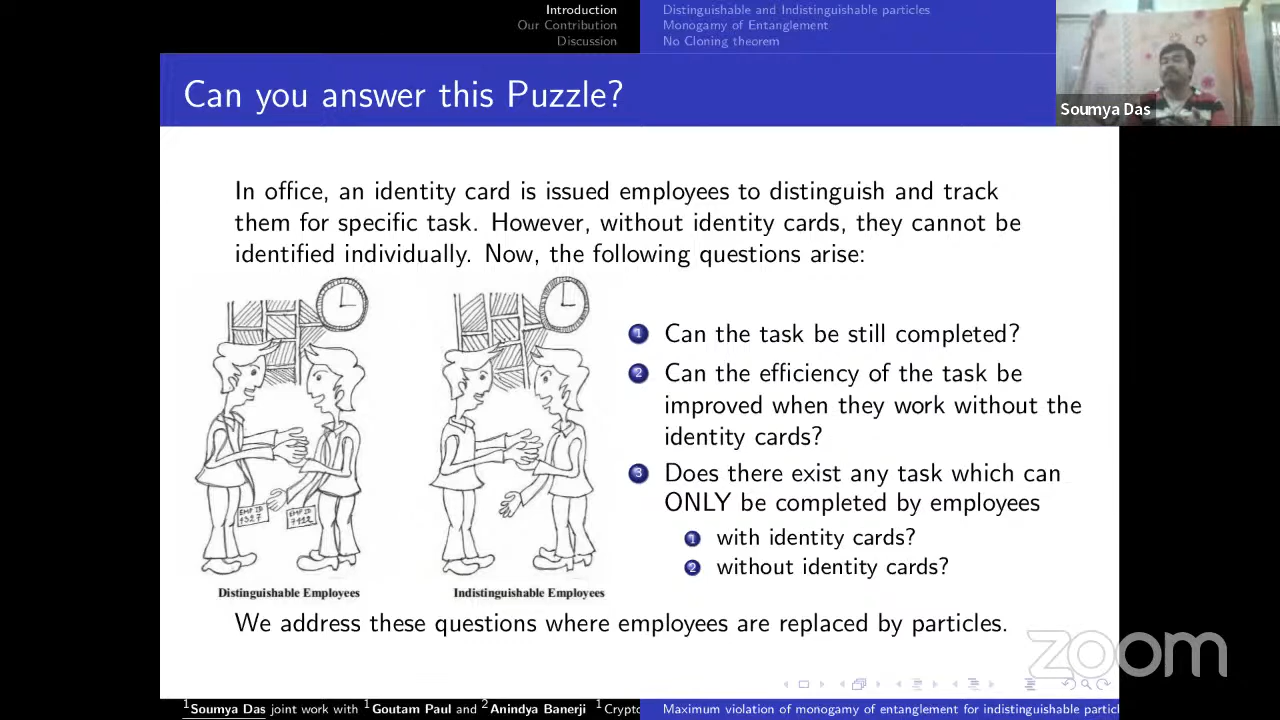 Introduction
Our Contribution
Discussion
Distinguishable and Indistinguishable particles
Monogamy of Entanglement
No Cloning theorem
Can you answer this Puzzle?
Soumya Das
In office, an identity card is issued employees to distinguish and track
them for specific task. However, without identity cards, they cannot be
identified individually. Now, the following questions arise:
EMP ID
1327
EMP ID
7912
Distinguishable Employees
Indistinguishable Employees
1 Can the task be still completed?
2 Can the efficiency of the task be
improved when they work without the
identity cards?
3 Does there exist any task which can
ONLY be completed by employees
1 with identity cards?
2 without identity cards?
We address these questions where employees are replaced by particles.
zoom
1Soumya Das joint work with 1Goutam Paul and 2Anindya Banerji 1Crypto
Maximum violation of monogamy of entanglement for indistinguishable particl